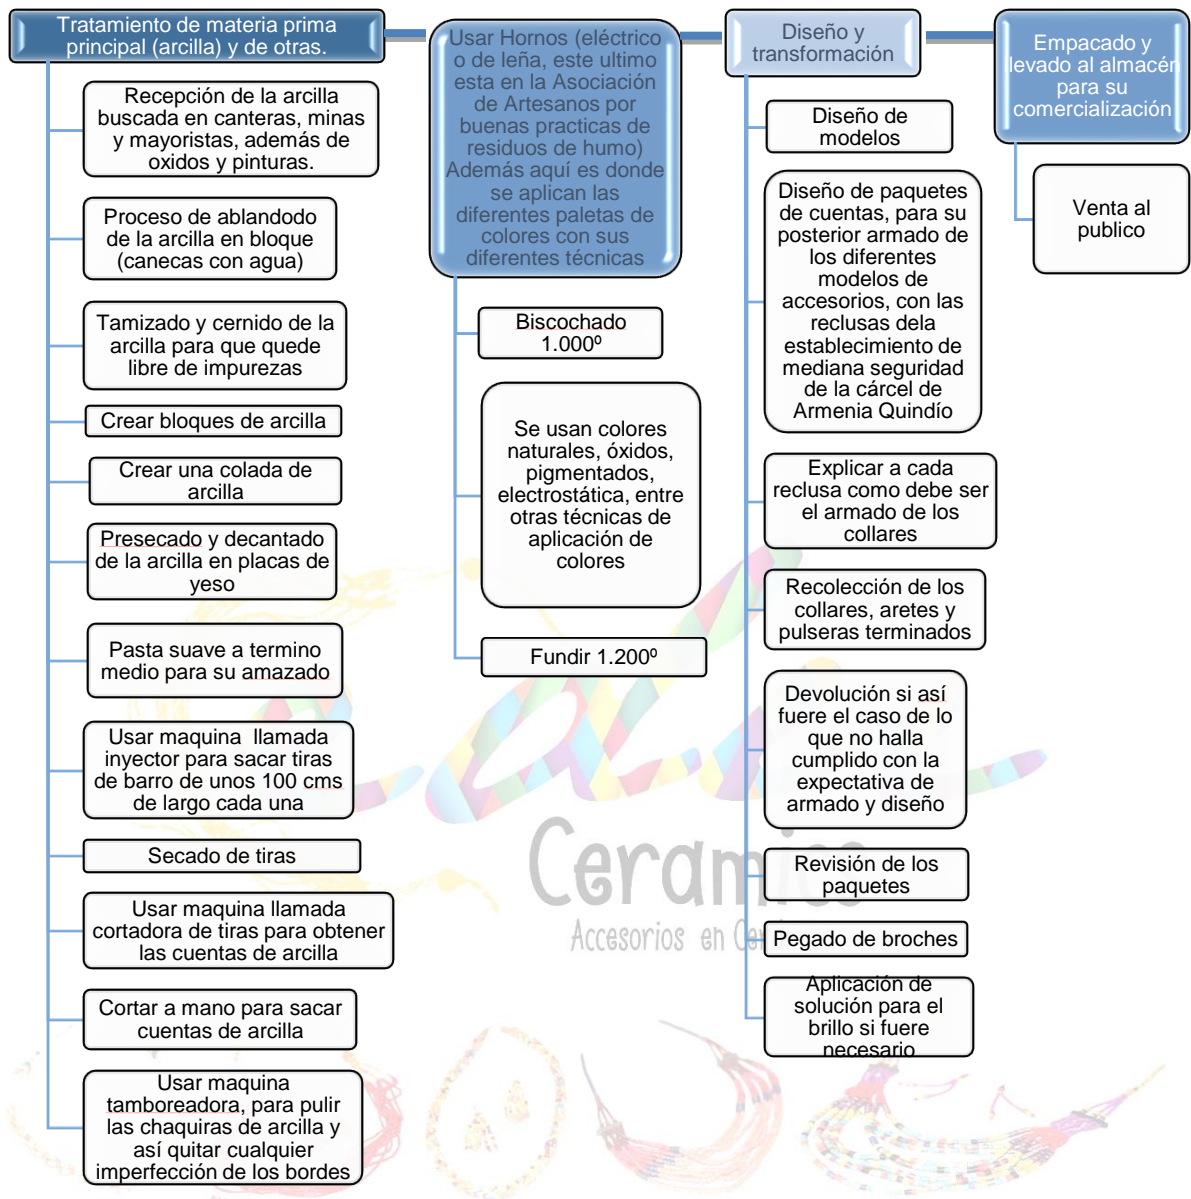 Tratamiento de materia prima
principal (arcilla) y de otras.
Recepción de la arcilla
buscada en canteras, minas
y mayoristas, además de
oxidos y pinturas.
Proceso de ablandodo
de la arcilla en bloque
(canecas con agua)
Tamizado y cernido de la
arcilla para que quede
libre de impurezas
Crear bloques de arcilla
Crear una colada de
arcilla
Presecado y decantado
de la arcilla en placas de
yeso
Pasta suave a termino
medio para su amazado
Usar maquina llamada
inyector para sacar tiras
de barro de unos 100 cms
de largo cada una
Secado de tiras
Usar maquina llamada
cortadora de tiras para obtener
las cuentas de arcilla
Cortar a mano para sacar
cuentas de arcilla
Usar maquina
tamboreadora, para pulir
las chaquiras de arcilla y
así quitar cualquier
imperfección de los bordes
Usar Hornos (eléctrico
o de leña, este ultimo
esta en la Asociación
de Artesanos por
buenas practicas de
residuos de humo)
Además aquí es donde
se aplican las
diferentes paletas de
colores con sus
diferentes técnicas
Biscochado
1.000º
Se usan colores
naturales, óxidos,
pigmentados,
electrostática, entre
otras técnicas de
aplicación de
colores
Fundir 1.200º
Diseño y
transformación
Diseño de
modelos
Diseño de paquetes
de cuentas, para su
posterior armado de
los diferentes
modelos de
accesorios, con las
reclusas dela
establecimiento de
mediana seguridad
de la cárcel de
Armenia Quindío
Explicar a cada
reclusa como debe ser
el armado de los
collares
Recolección de los
collares, aretes y
pulseras terminados
Devolución si así
fuere el caso de lo
que no halla
cumplido con la
expectativa de
armado y diseño
Revisión de los
paquetes
Pegado de broches
Aplicación de
solución para el
brillo si fuere
necesario
Empacado y
levado al almacén
para su
comercialización
Venta al
publico
Ceramics
Accesorios en